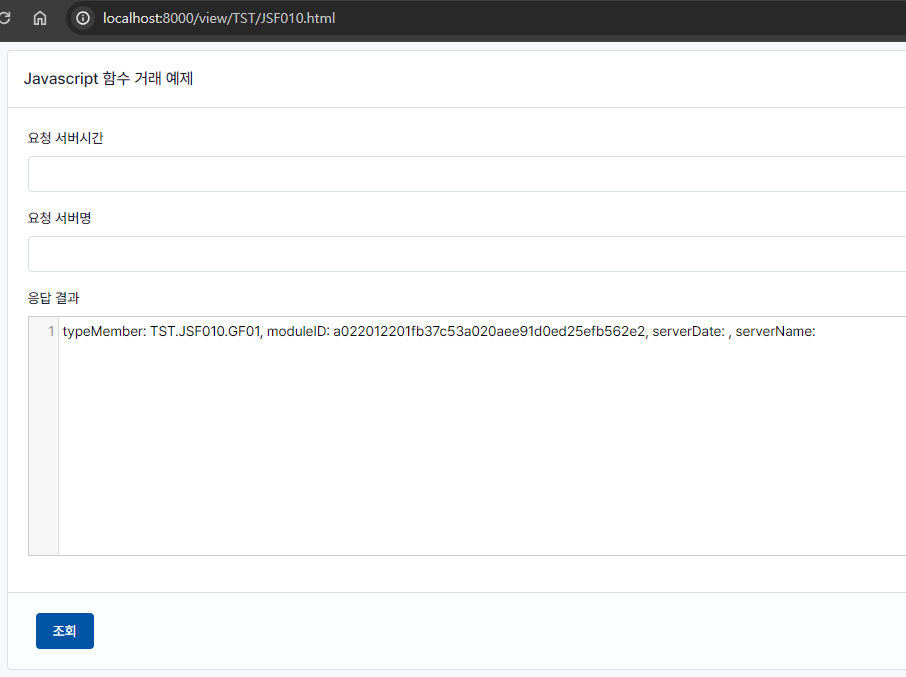 localhost:8000/view/TST/JSF010.html
Javascript 함수 거래 예제
요청 서버시간
요청 서버명
응답 결과
1 typeMember: TST.JSF010.GF01, moduleID: a022012201fb37c53a020aee91d0ed25efb562e2, serverDate: , serverName:
조회